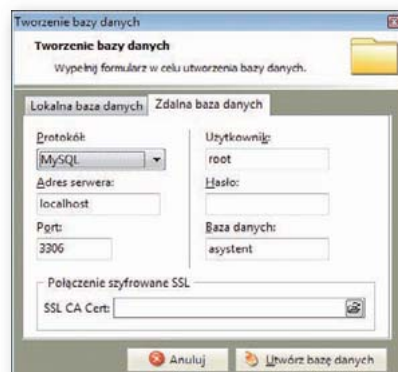 Tworzenie bazy danych
Tworzenie bazy danych
Wypełnij formularz w celu utworzenia bazy danych.
Lokalna baza danych
Zdalna baza danych
Protokół:
MySQL
Adres serwera:
localhost
Port:
3306
Użytkownik:
root
Hasło:
Baza danych:
asystent
Połączenie szyfrowane SSL
SSL CA Cert:
Anuluj
Utwórz bazę danych